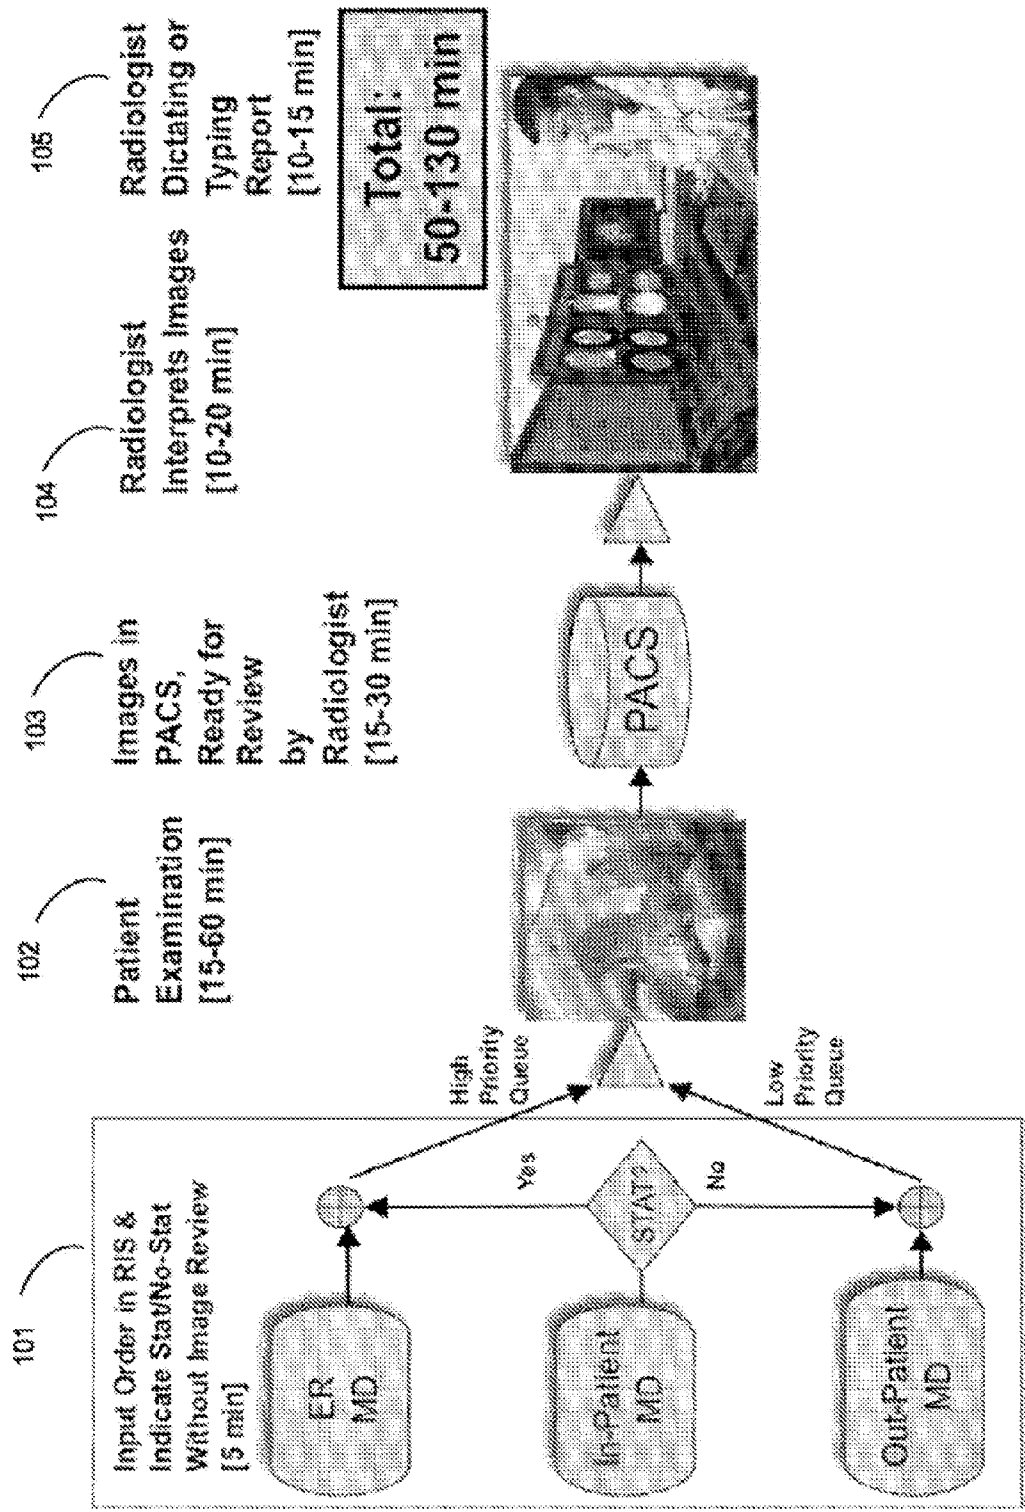 101
Input Order in RIS &
Indicate Stat/No-Stat
Without Image Review
[5 min]
ER
MD
In-Patient
MD
Out-Patient
MD
STAT?
Yes
No
High
Priority
Queue
Low
Priority
Queue
102
Patient
Examination
[15-60 min]
103
Images in
PACS,
Ready for
Review
by
Radiologist
[15-30 min]
PACS
104
Radiologist
Interprets Images
[10-20 min]
105
Radiologist
Dictating or
Typing
Report
[10-15 min]
Total:
50-130 min